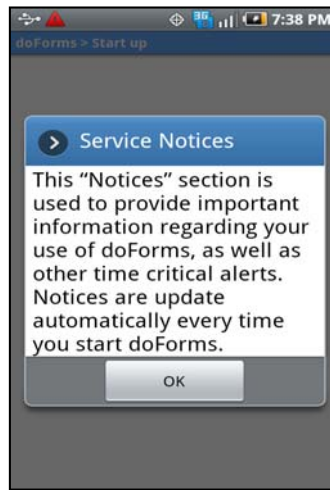 3G 7:38 PM
doForms > Start up
Service Notices
This “Notices” section is
used to provide important
information regarding your
use of doForms, as well as
other time critical alerts.
Notices are update
automatically every time
you start doForms.
OK